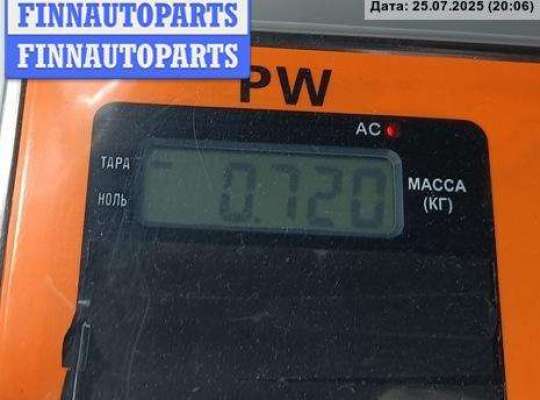 Дата: 25.07.2025 (20:06)
FINNAUTOPARTS
FINNAUTOPARTS
PW
AC
ТАРА
НОЛЬ
0.720
МАССА
(КГ)